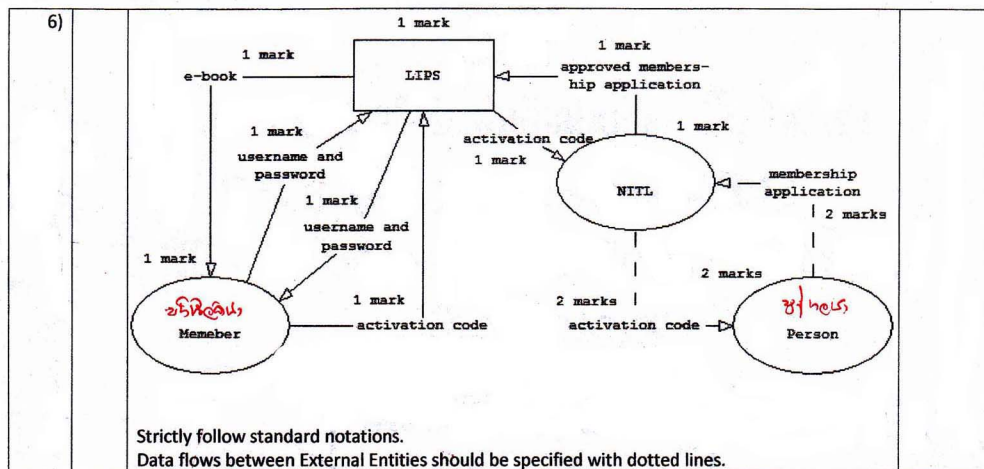 6)
1 mark
1 mark
1 mark
e-book
LIPS
approved members-
hip application
1 mark
username and
password
activation code
1 mark
1 mark
1 mark
username and
password
NITL
membership
application
2 marks
1 mark
2 marks
1 mark
2 marks
activation code
activation code
Memeber
පුද්ගලයා
Person
Strictly follow standard notations.
Data flows between External Entities should be specified with dotted lines.